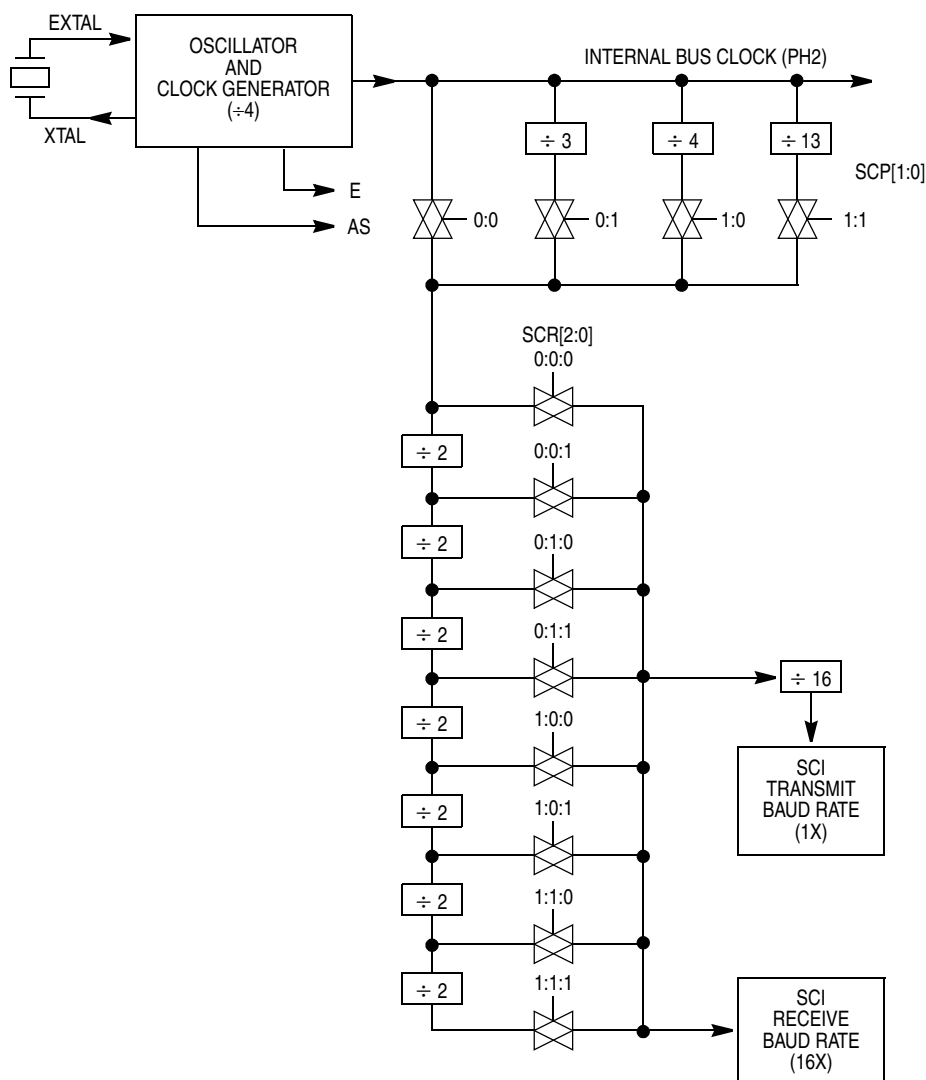 EXTAL
OSCILLATOR
AND
CLOCK GENERATOR
(÷4)
XTAL
INTERNAL BUS CLOCK (PH2)
÷ 3
÷ 4
÷ 13
SCP[1:0]
E
AS
0:0
0:1
1:0
1:1
SCR[2:0]
0:0:0
÷ 2
0:0:1
÷ 2
0:1:0
÷ 2
0:1:1
÷ 16
÷ 2
1:0:0
SCI
TRANSMIT
BAUD RATE
(1X)
÷ 2
1:0:1
÷ 2
1:1:0
÷ 2
1:1:1
SCI
RECEIVE
BAUD RATE
(16X)